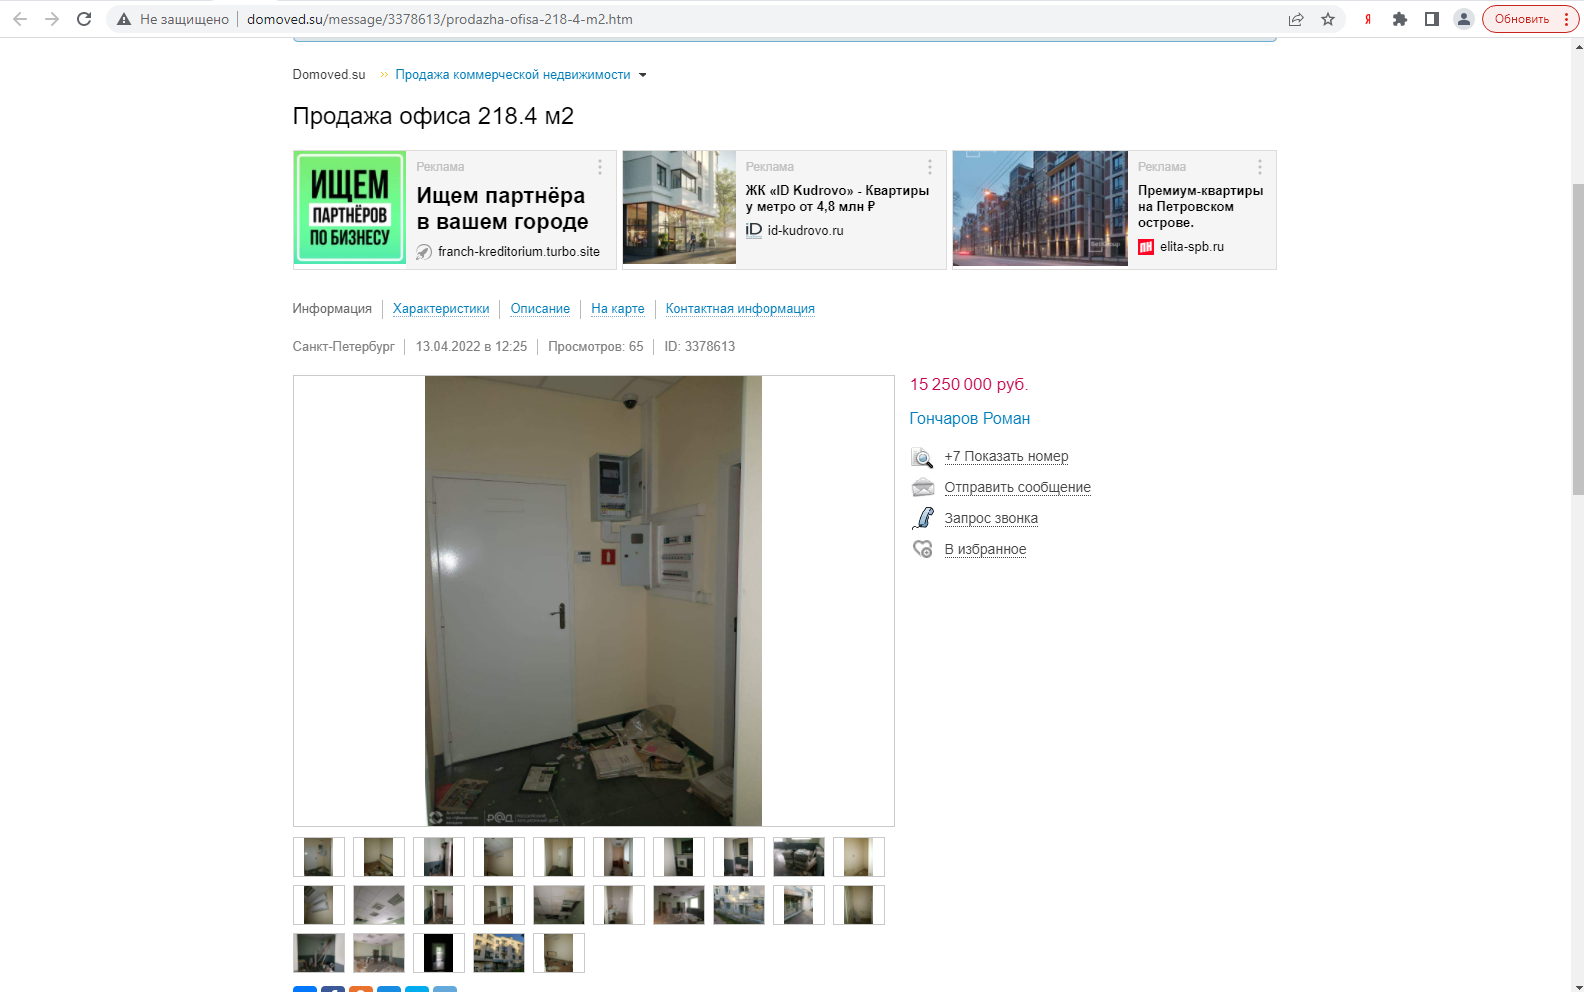 Не защищено
domoved.su/message/3378613/prodazha-ofisa-218-4-m2.htm
Я
Обновить
Domoved.su
Продажа коммерческой недвижимости
Продажа офиса 218.4 м2
ИЩЕМ
ПАРТНЁРОВ
ПО БИЗНЕСУ
Реклама
Ищем партнёра
в вашем городе
franch-kreditorium.turbo.site
Реклама
ЖК «ID Kudrovo» - Квартиры
у метро от 4,8 млн ₽
iD
id-kudrovo.ru
Реклама
Премиум-квартиры
на Петровском
острове.
ПН
elita-spb.ru
Информация
Характеристики
Описание
На карте
Контактная информация
Санкт-Петербург
13.04.2022 в 12:25
Просмотров: 65
ID: 3378613
15 250 000 руб.
Гончаров Роман
+7 Показать номер
Отправить сообщение
Запрос звонка
В избранное